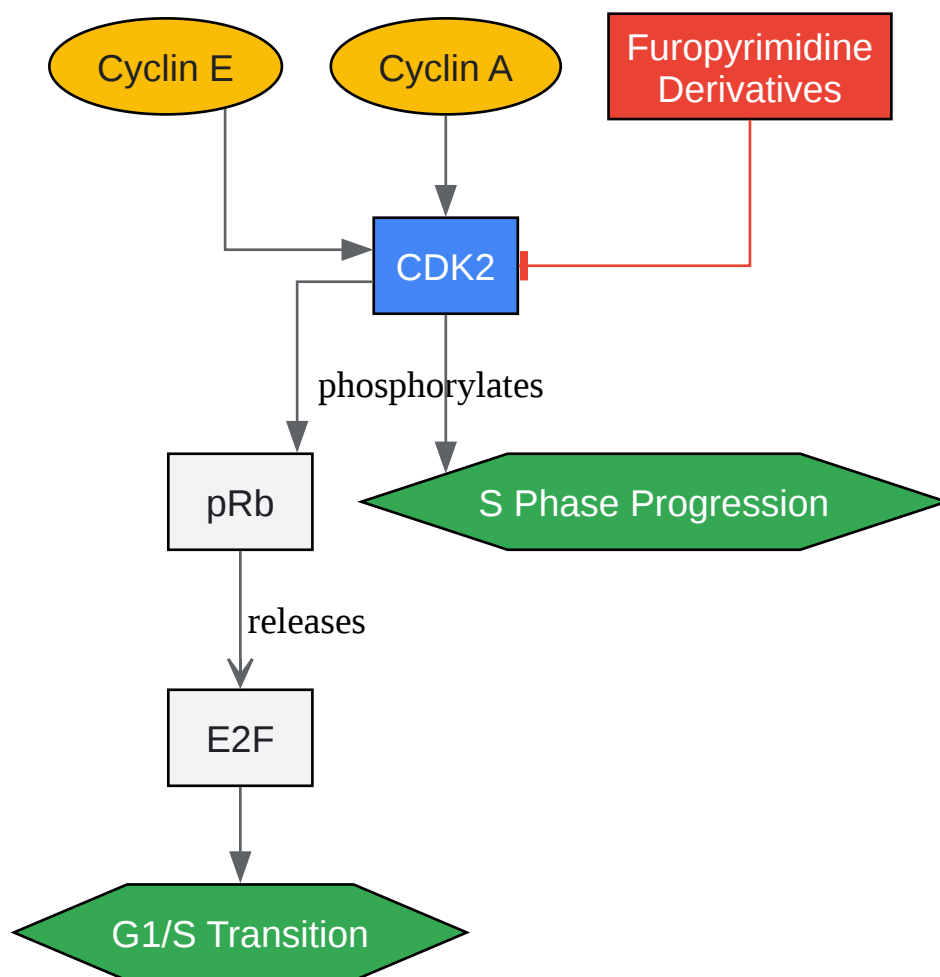 Cyclin E
Cyclin A
Furopyrimidine
Derivatives
CDK2
phosphorylates
pRb
S Phase Progression
releases
E2F
G1/S Transition